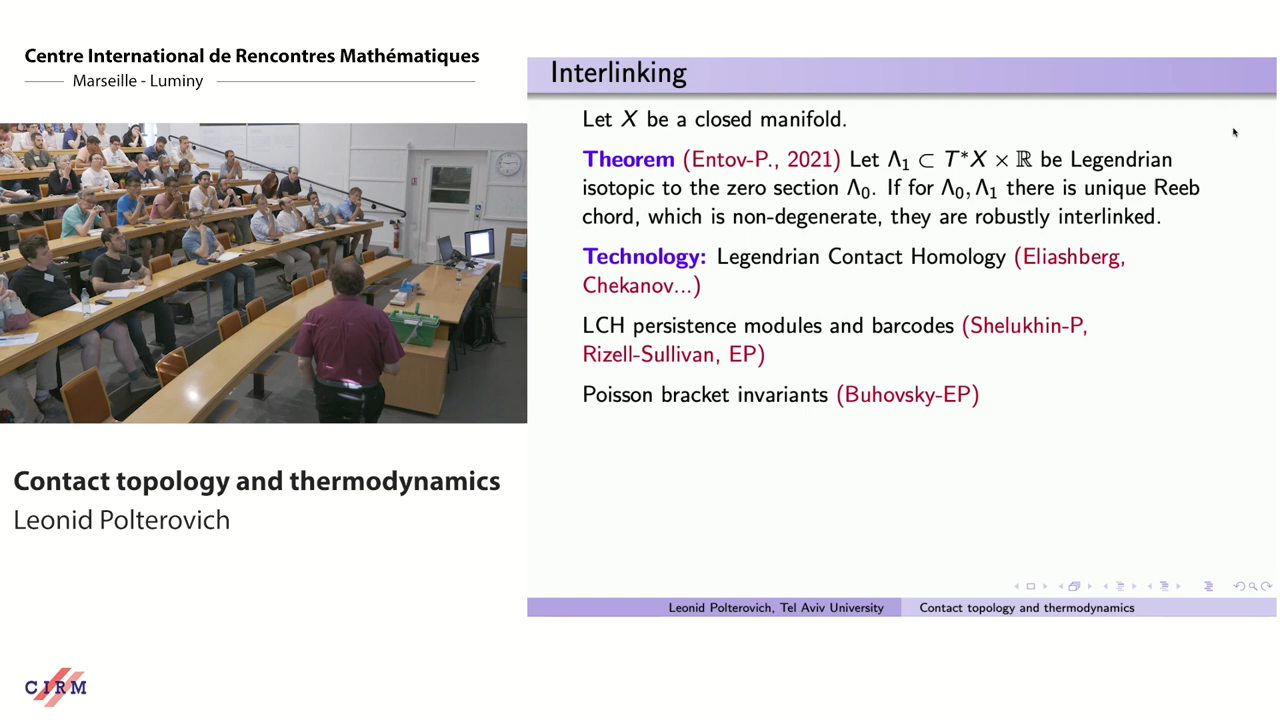 Centre International de Rencontres Mathématiques
Marseille - Luminy
Contact topology and thermodynamics
Leonid Polterovich
CIRM
Interlinking
Let X be a closed manifold.
Theorem (Entov-P., 2021) Let Λ₁ ⊂ T*X × ℝ be Legendrian
isotopic to the zero section Λ₀. If for Λ₀, Λ₁ there is unique Reeb
chord, which is non-degenerate, they are robustly interlinked.
Technology: Legendrian Contact Homology (Eliashberg,
Chekanov...)
LCH persistence modules and barcodes (Shelukhin-P,
Rizell-Sullivan, EP)
Poisson bracket invariants (Buhovsky-EP)
Leonid Polterovich, Tel Aviv University
Contact topology and thermodynamics